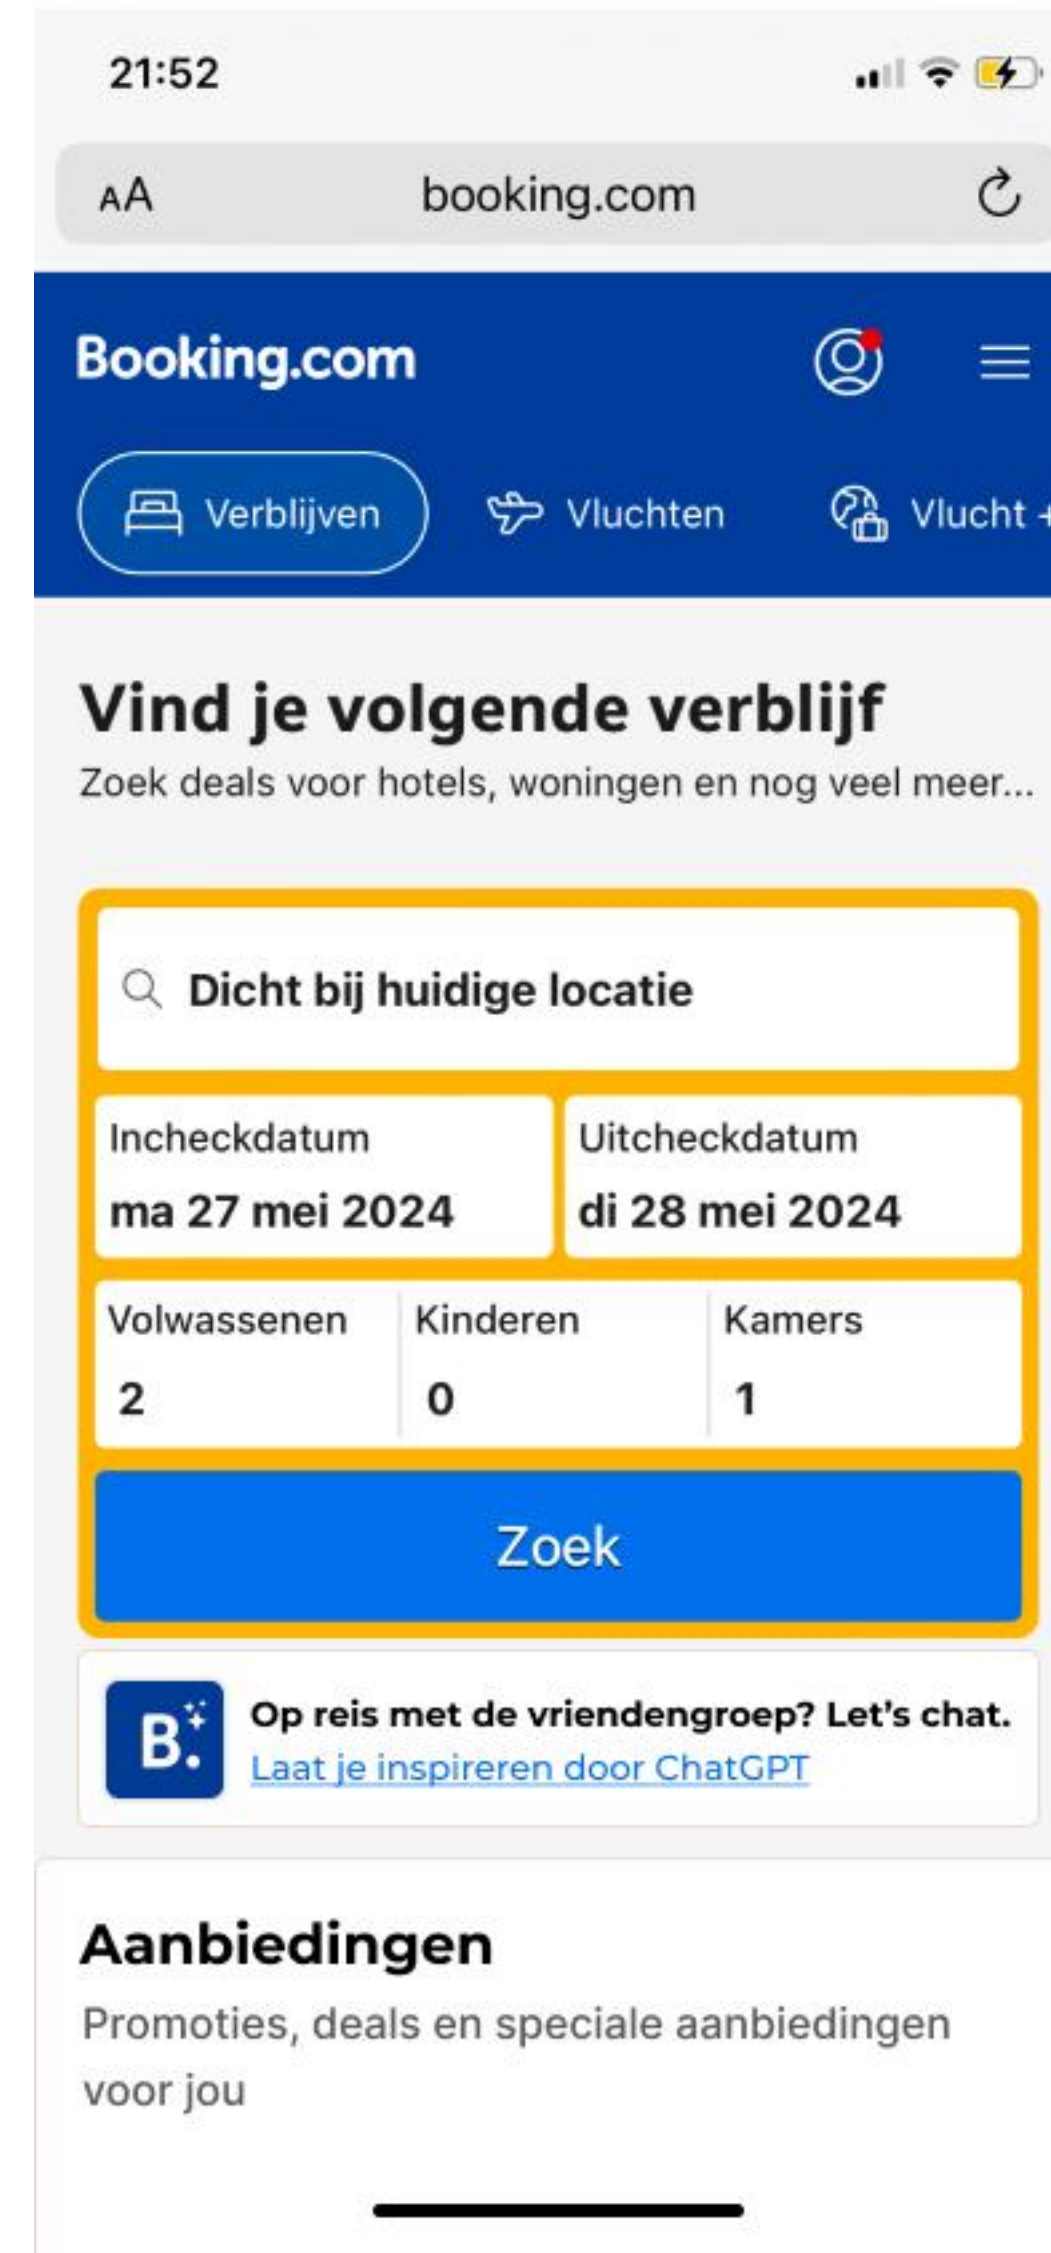 21:52
AA booking.com
Booking.com
Verblijven Vluchten Vlucht +
Vind je volgende verblijf
Zoek deals voor hotels, woningen en nog veel meer...
Dicht bij huidige locatie
Incheckdatum Uitcheckdatum
ma 27 mei 2024 di 28 mei 2024
Volwassenen Kinderen Kamers
2 0 1
Zoek
B. Op reis met de vriendengroep? Let's chat.
Laat je inspireren door ChatGPT
Aanbiedingen
Promoties, deals en speciale aanbiedingen
voor jou